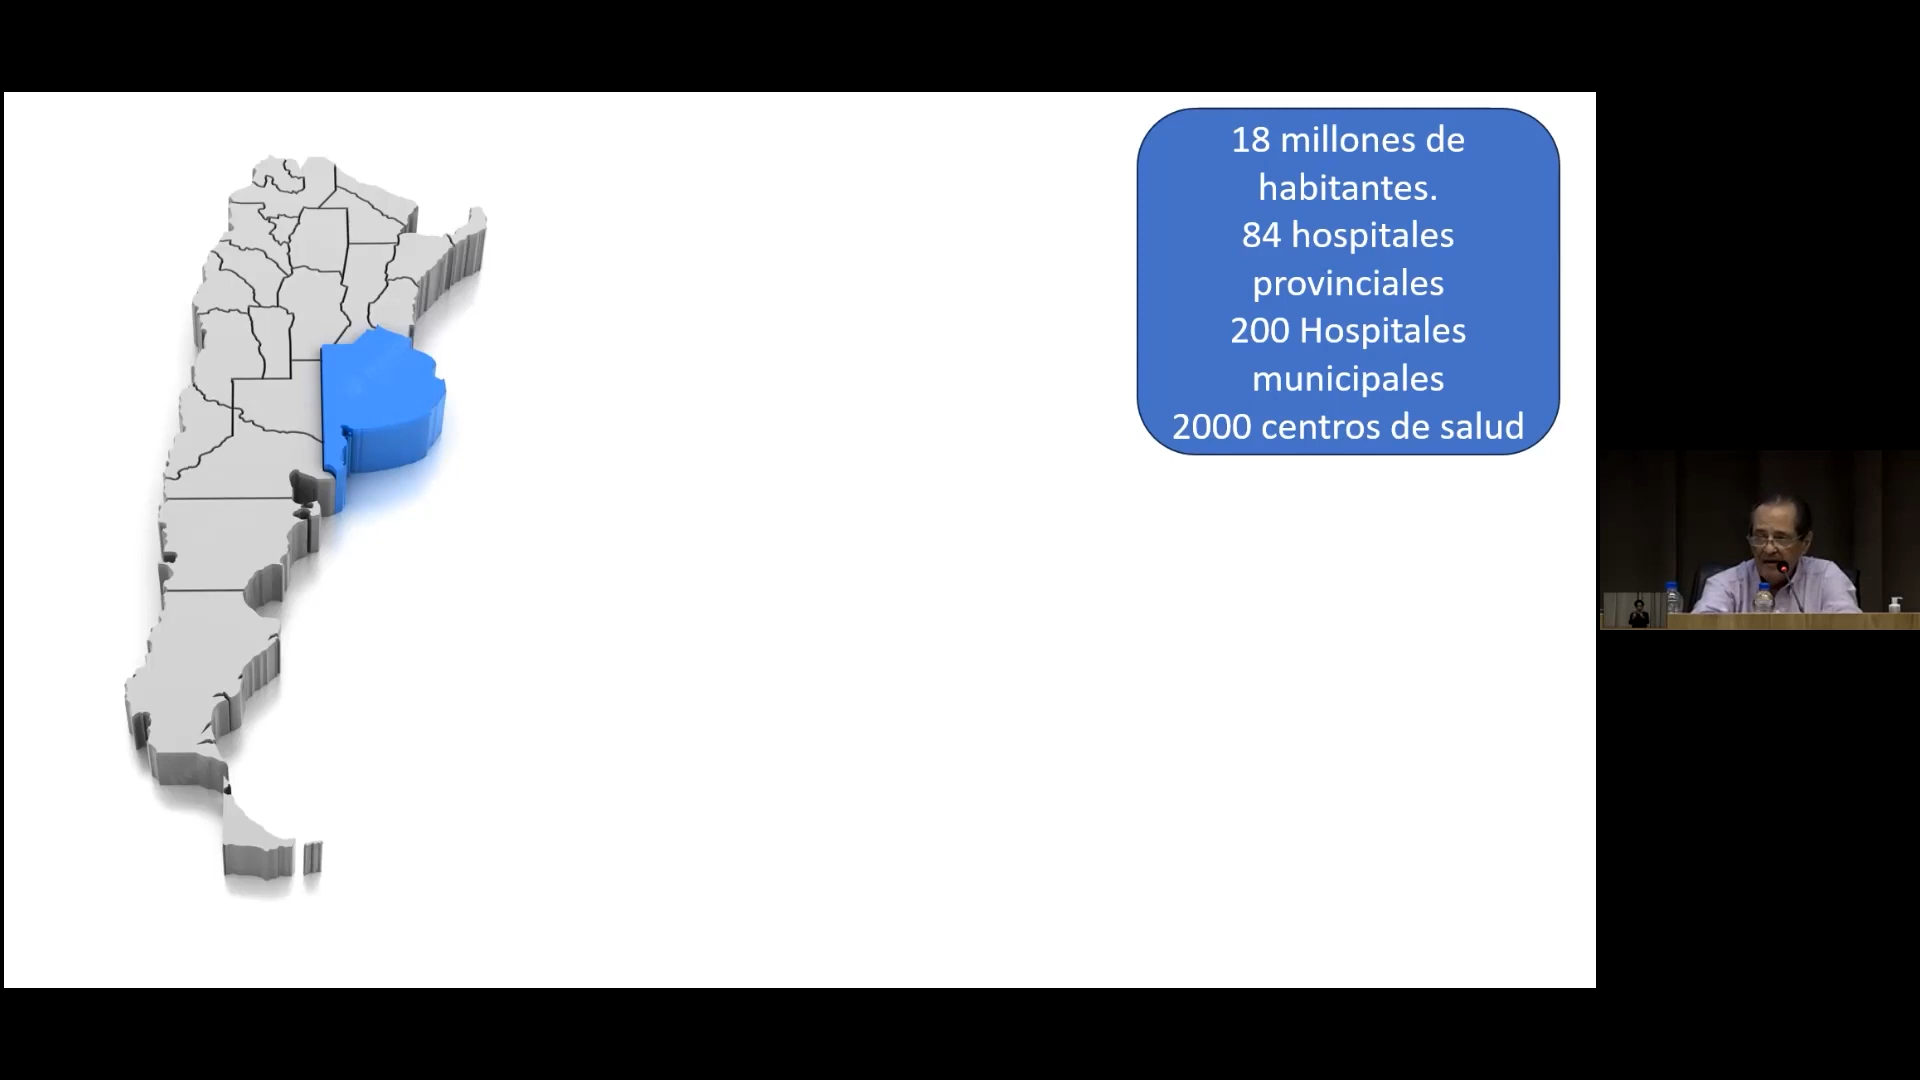 18 millones de
habitantes.
84 hospitales
provinciales
200 Hospitales
municipales
2000 centros de salud